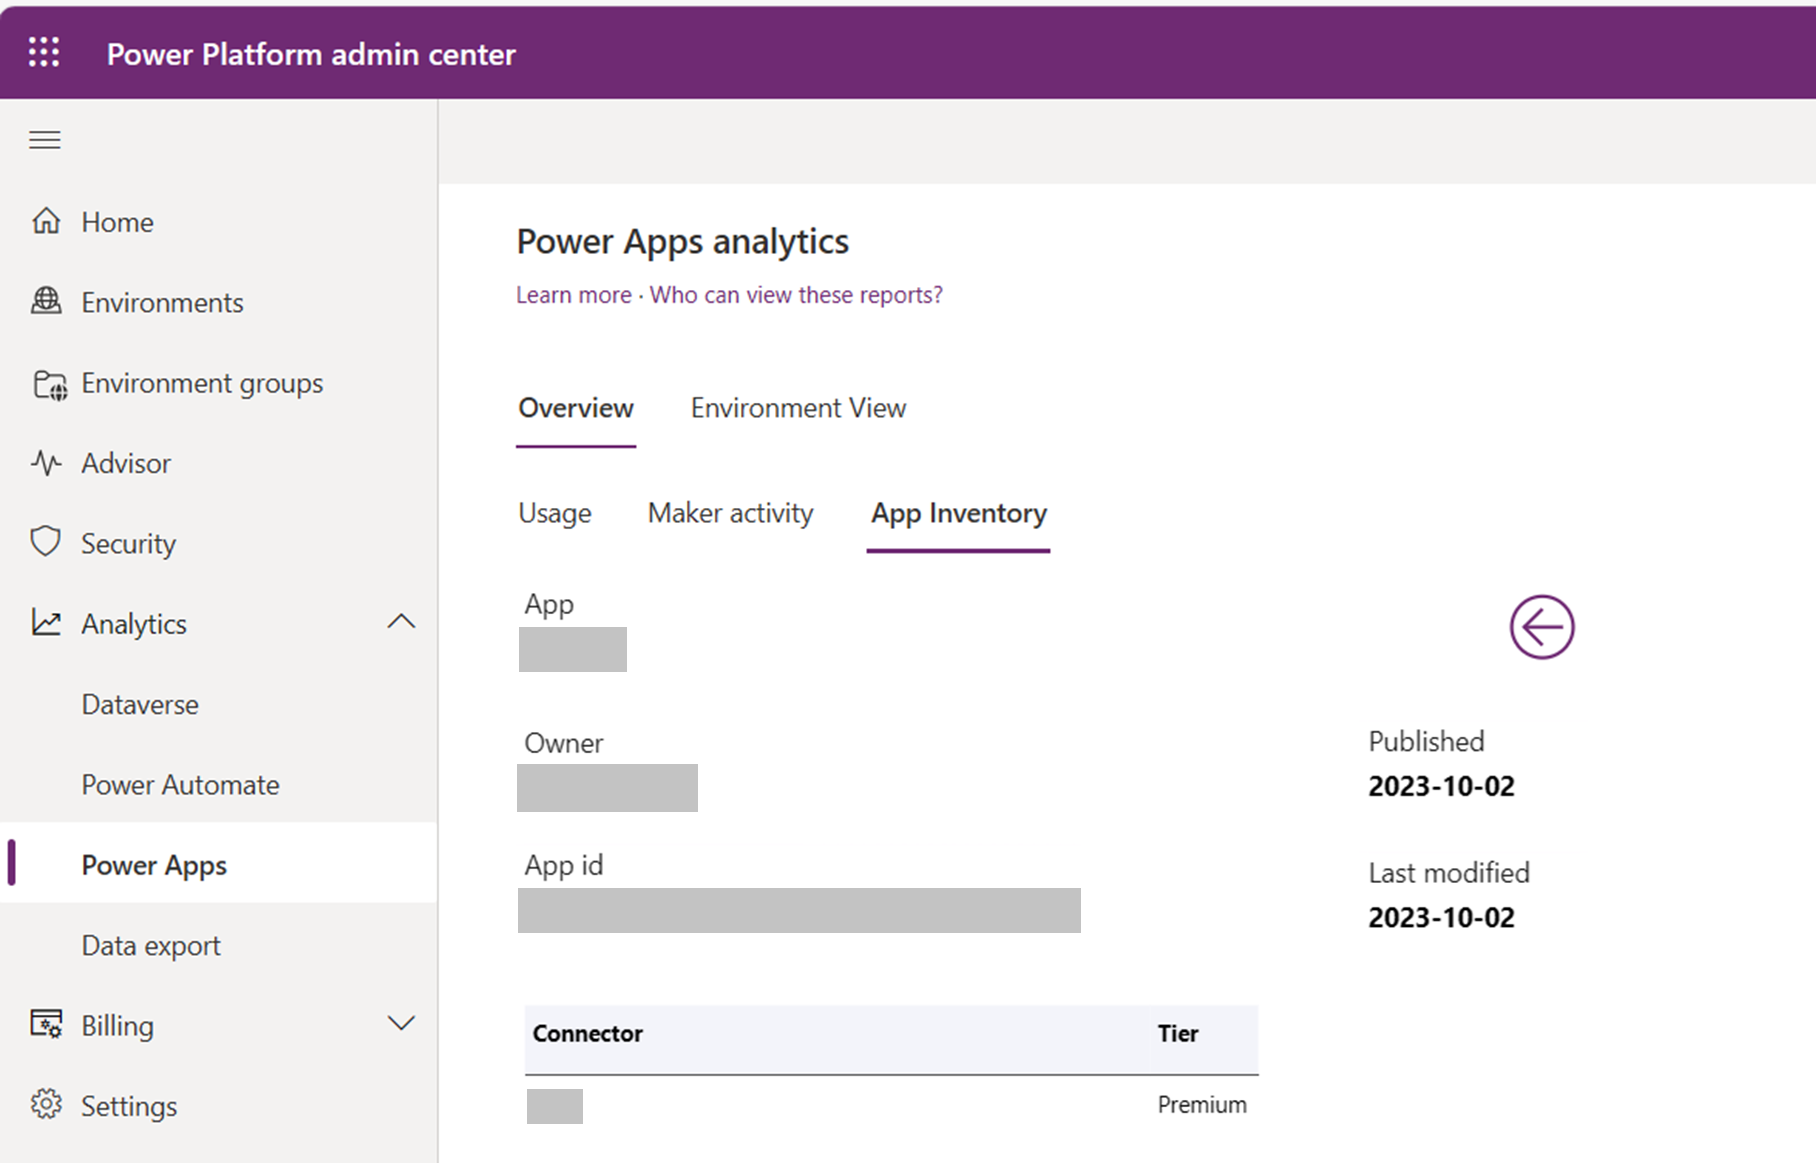 Power Platform admin center
Home
Environments
Environment groups
Advisor
Security
Analytics
Dataverse
Power Automate
Power Apps
Data export
Billing
Settings
Power Apps analytics
Learn more · Who can view these reports?
Overview Environment View
Usage Maker activity App Inventory
App
Owner
App id
Published
2023-10-02
Last modified
2023-10-02
Connector Tier
Premium